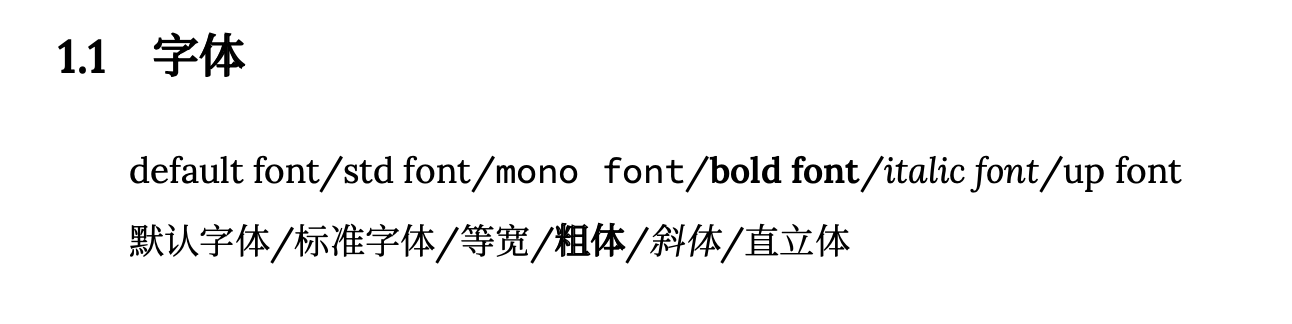 1.1 字体
default font/std font/mono font/bold font/italic font/up font
默认字体/标准字体/等宽/粗体/斜体/直立体